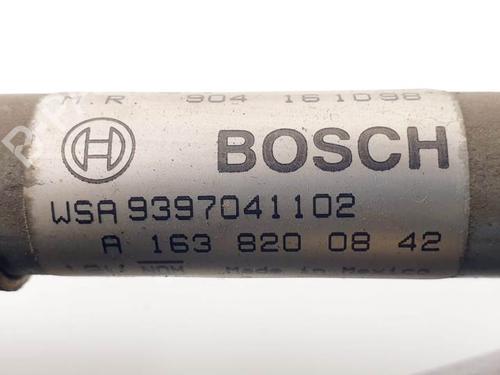 M.R 904 161098
BOSCH
WSA 9397041102
A 163 820 08 42
Made in Mexico